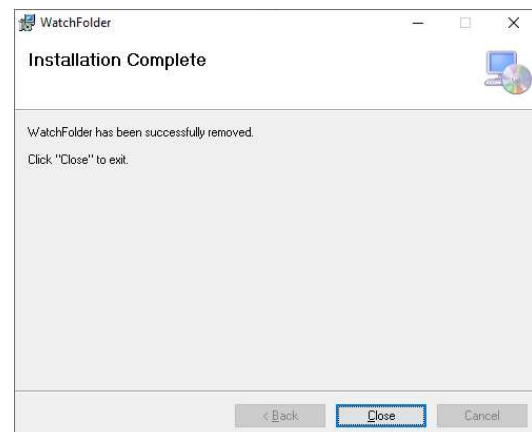 WatchFolder
Installation Complete
WatchFolder has been successfully removed.
Click "Close" to exit.
< Back Close Cancel